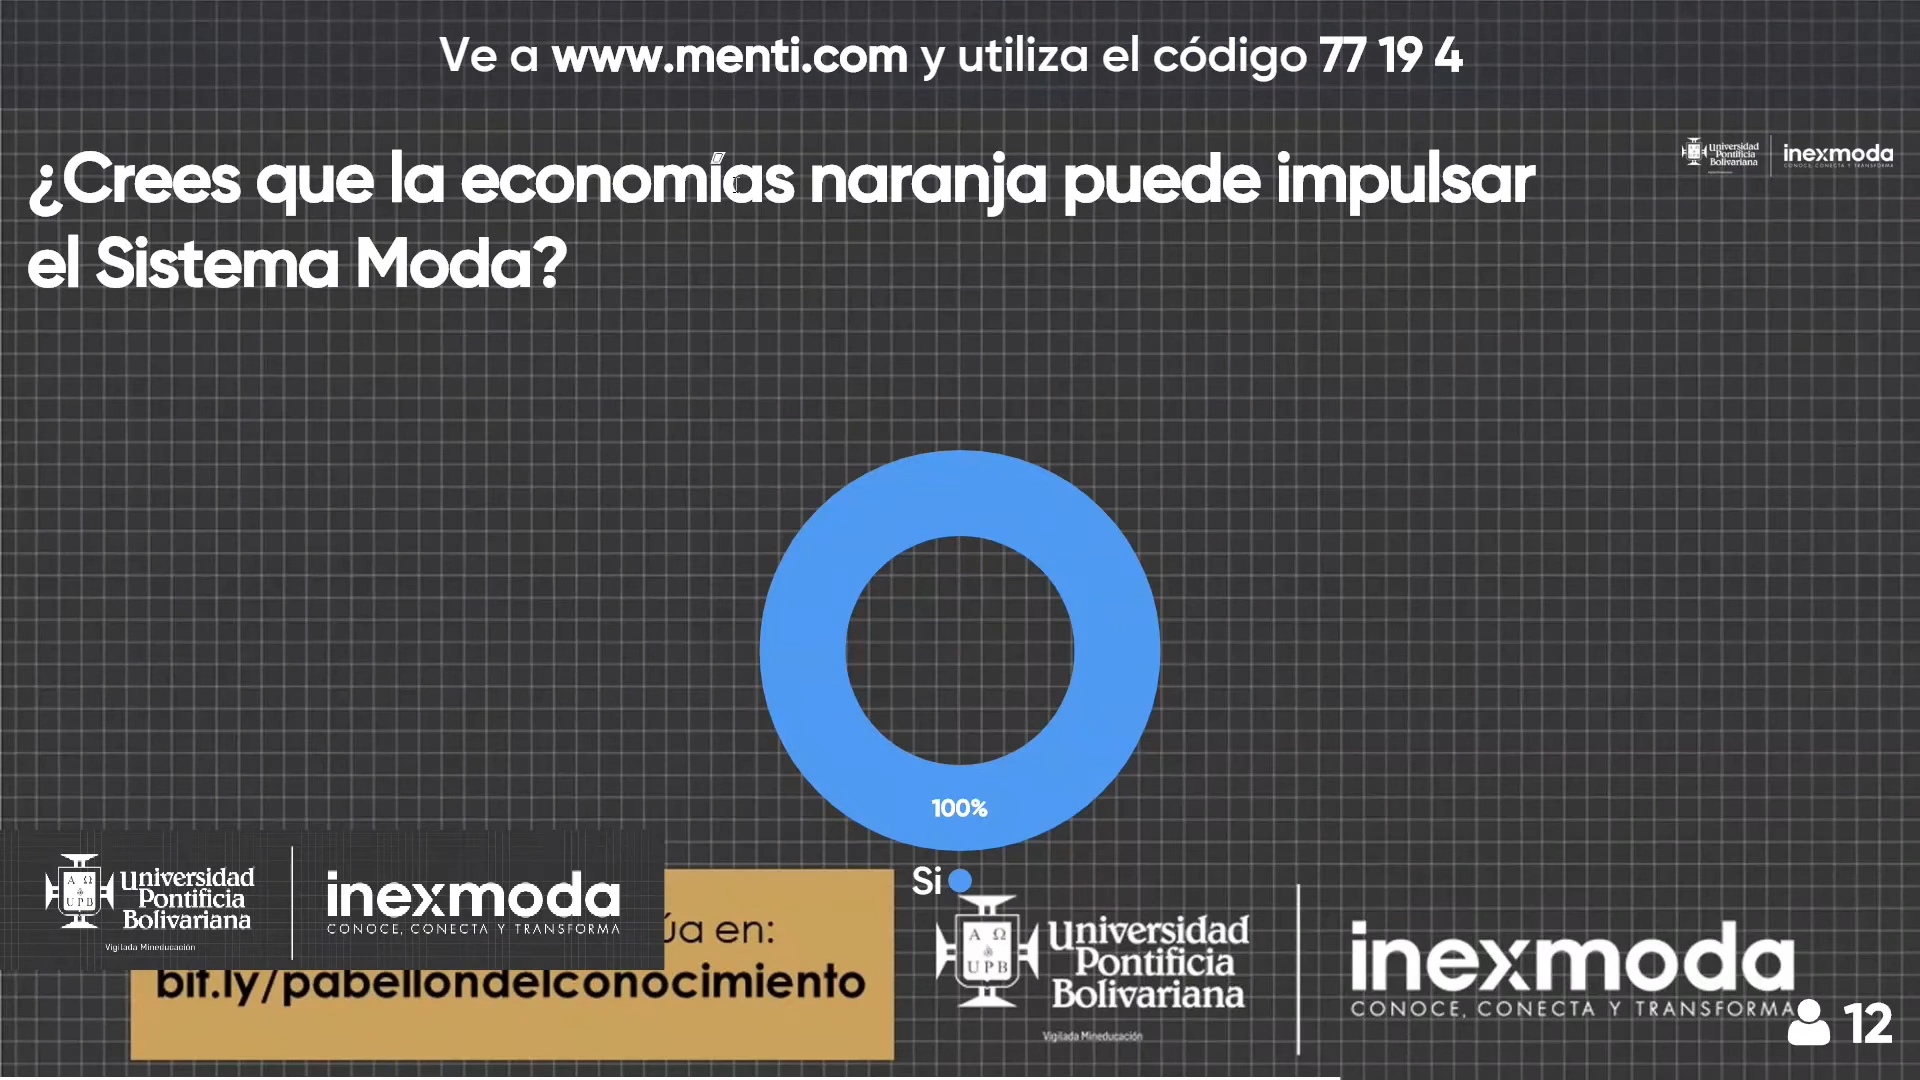 Ve a www.menti.com y utiliza el código 77 19 4
¿Crees que la economías naranja puede impulsar
el Sistema Moda?
Universidad
Pontificia
Bolivariana
inexmoda
CONOCE, CONECTA Y TRANSFORMA
100%
Si
Universidad
Pontificia
Bolivariana
Vigilada Mineducación
inexmoda
CONOCE, CONECTA Y TRANSFORMA
en:
bit.ly/pabellondelconocimiento
Universidad
Pontificia
Bolivariana
Vigilada Mineducación
inexmoda
CONOCE, CONECTA Y TRANSFORMA
12